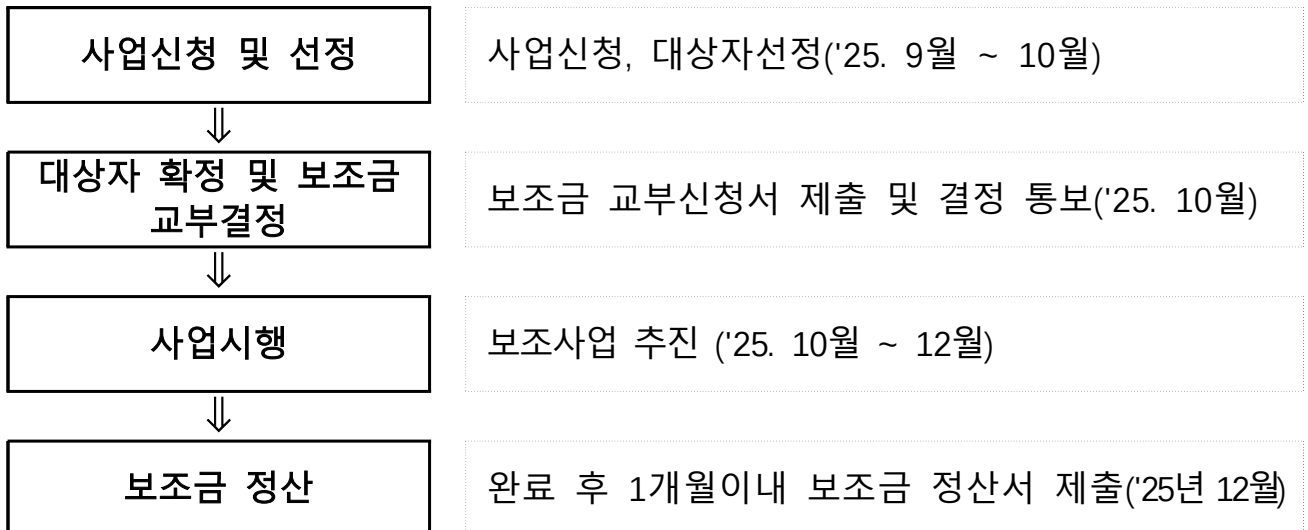 사업신청 및 선정
사업신청, 대상자선정('25. 9월 ~ 10월)
⇓
대상자 확정 및 보조금
교부결정
보조금 교부신청서 제출 및 결정 통보('25. 10월)
⇓
사업시행
보조사업 추진 ('25. 10월 ~ 12월)
⇓
보조금 정산
완료 후 1개월이내 보조금 정산서 제출('25년 12월)